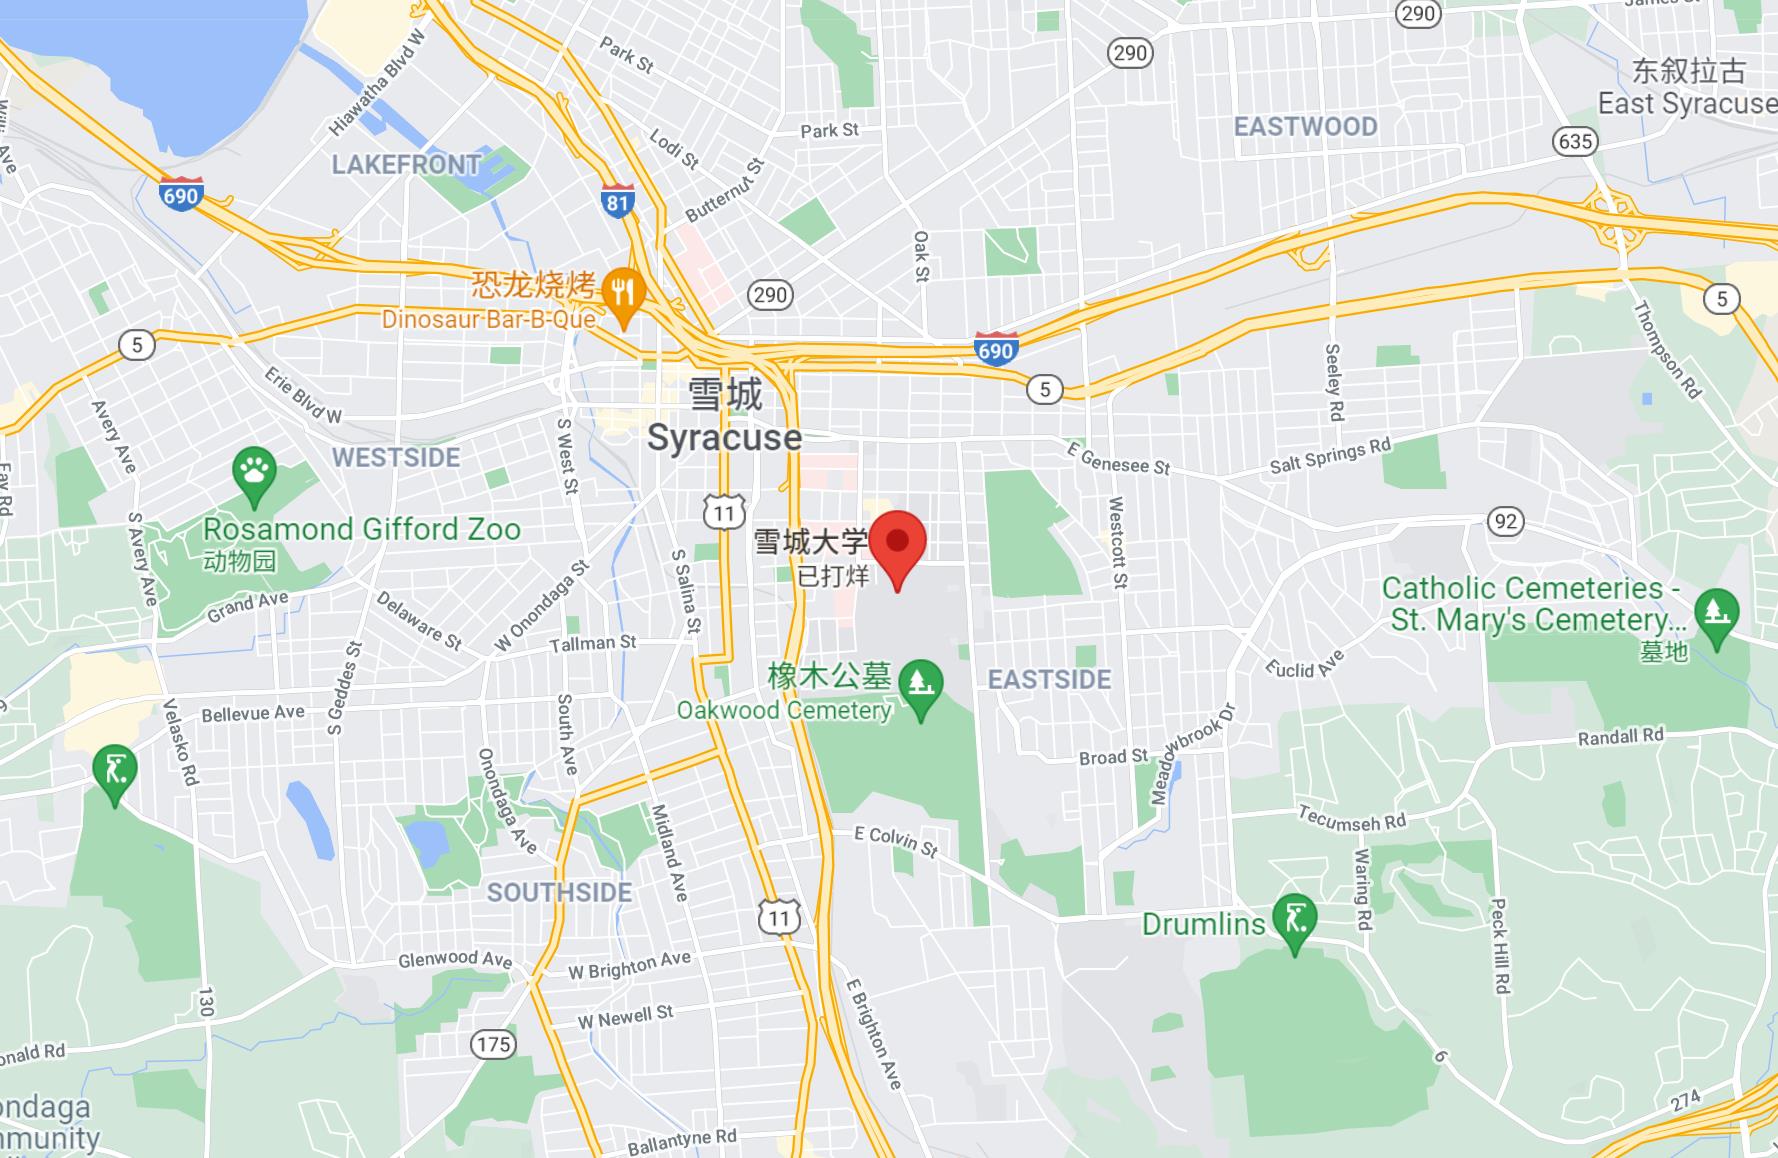 290
James St
290
Park St
东叙拉古
East Syracuse
Hiawatha Blvd W
Park St
EASTWOOD
635
Lodi St
LAKEFRONT
690
81
Butternut St
Oak St
恐龙烧烤
Dinosaur Bar-B-Que
290
5
Thompson Rd
5
690
Seeley Rd
5
Erie Blvd W
雪城
Syracuse
Avery Ave
S West St
WESTSIDE
E Genesee St
Salt Springs Rd
Fay Rd
11
92
Rosamond Gifford Zoo
动物园
S Avery Ave
Westcott St
雪城大学
已打烊
S Salina St
Grand Ave
Delaware St
W Onondaga St
Tallman St
Catholic Cemeteries -
St. Mary's Cemetery...
墓地
Euclid Ave
橡木公墓
Oakwood Cemetery
EASTSIDE
S Geddes St
Bellevue Ave
Velasko Rd
South Ave
Meadowbrook Dr
Broad St
Randall Rd
Onondaga Ave
Midland Ave
E Colvin St
Tecumseh Rd
Waring Rd
SOUTHSIDE
11
Drumlins
Peck Hill Rd
Glenwood Ave
W Brighton Ave
130
W Newell St
E Brighton Ave
175
onald Rd
6
274
ondaga
mmunity
Ballantyne Rd